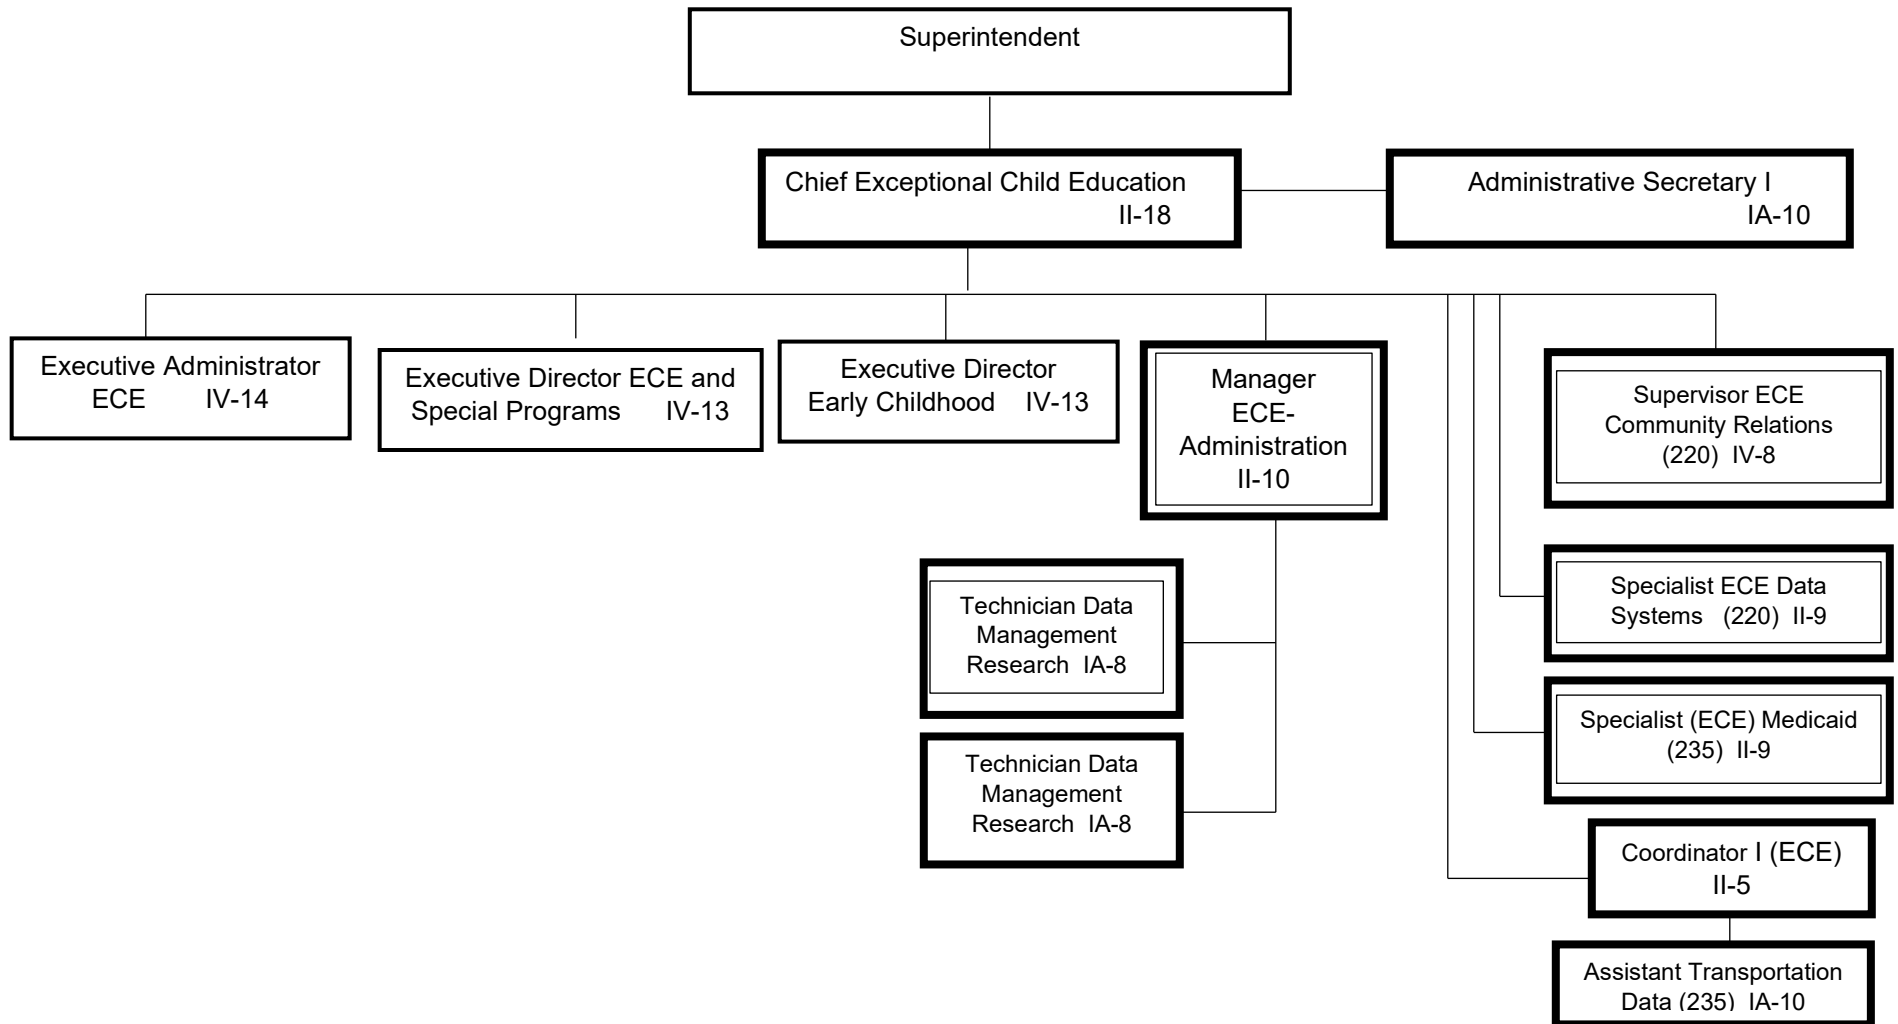 Superintendent
Chief Exceptional Child Education
II-18
Administrative Secretary I
IA-10
Executive Administrator
ECE IV-14
Executive Director ECE and
Special Programs IV-13
Executive Director
Early Childhood IV-13
Manager
ECE-
Administration
II-10
Supervisor ECE
Community Relations
(220) IV-8
Technician Data
Management
Research IA-8
Specialist ECE Data
Systems (220) II-9
Specialist (ECE) Medicaid
(235) II-9
Technician Data
Management
Research IA-8
Coordinator I (ECE)
II-5
Assistant Transportation
Data (235) IA-10